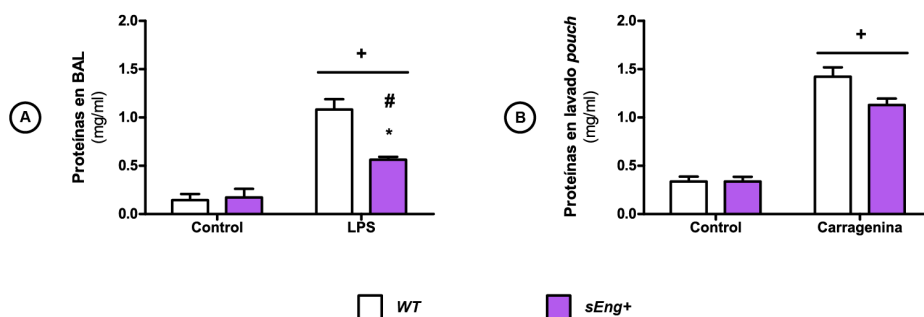 A
Proteínas en BAL
(mg/ml)
2.0
1.5
1.0
0.5
0.0
+
#
*
Control
LPS
B
Proteínas en lavado pouch
(mg/ml)
2.0
1.5
1.0
0.5
0.0
+
Control
Carragenina
WT
sEng+